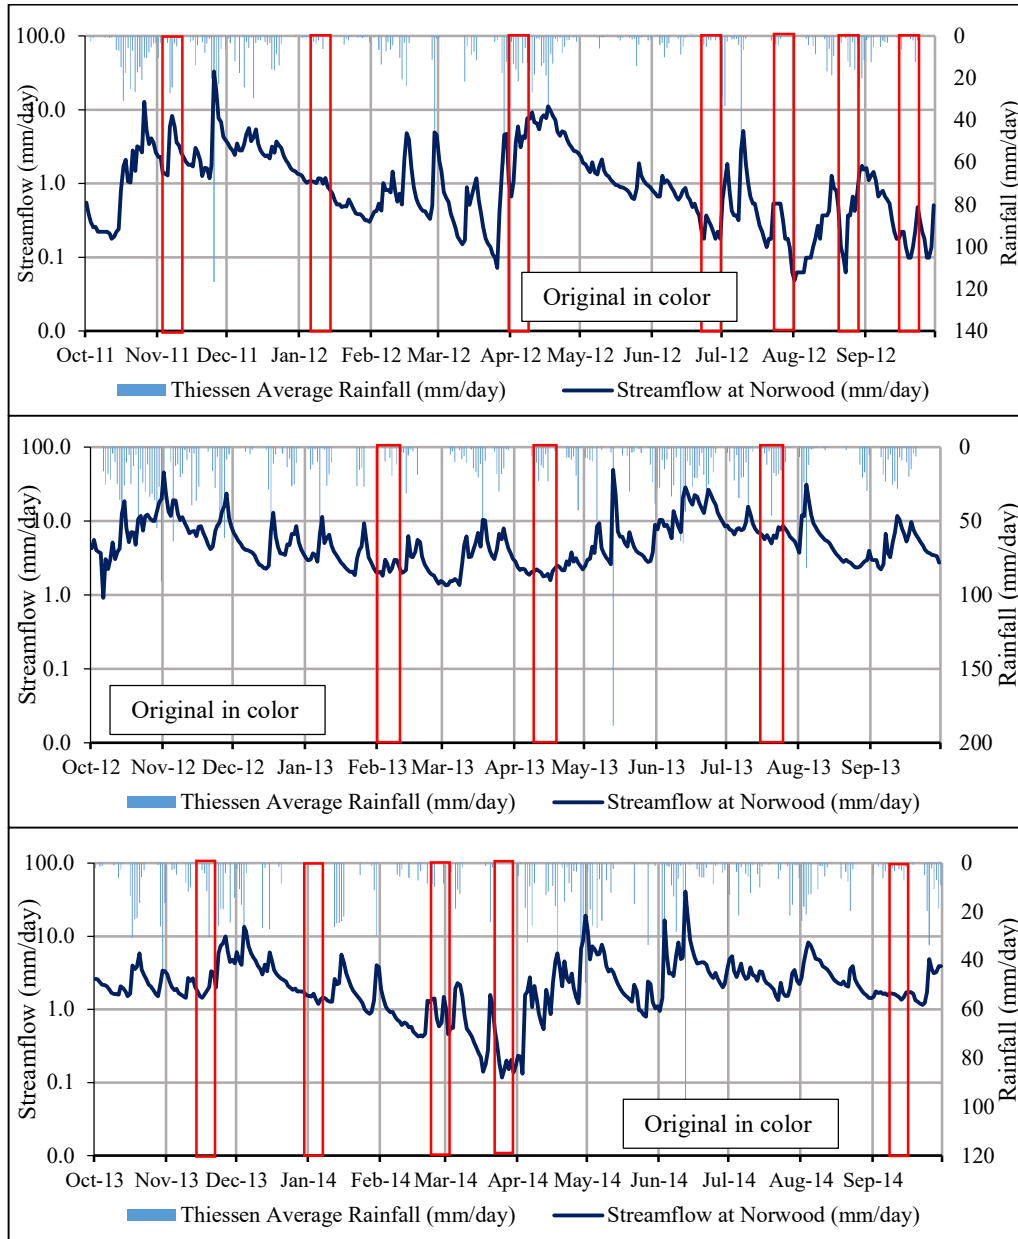 100.0
10.0
1.0
0.1
0.0
Streamflow (mm/day)
0
20
40
60
80
100
120
140
Rainfall (mm/day)
Original in color
Oct-11 Nov-11 Dec-11 Jan-12 Feb-12 Mar-12 Apr-12 May-12 Jun-12 Jul-12 Aug-12 Sep-12
Thiessen Average Rainfall (mm/day) Streamflow at Norwood (mm/day)
100.0
10.0
1.0
0.1
0.0
Streamflow (mm/day)
0
50
100
150
200
Rainfall (mm/day)
Original in color
Oct-12 Nov-12 Dec-12 Jan-13 Feb-13 Mar-13 Apr-13 May-13 Jun-13 Jul-13 Aug-13 Sep-13
Thiessen Average Rainfall (mm/day) Streamflow at Norwood (mm/day)
100.0
10.0
1.0
0.1
0.0
Streamflow (mm/day)
0
20
40
60
80
100
120
Rainfall (mm/day)
Original in color
Oct-13 Nov-13 Dec-13 Jan-14 Feb-14 Mar-14 Apr-14 May-14 Jun-14 Jul-14 Aug-14 Sep-14
Thiessen Average Rainfall (mm/day) Streamflow at Norwood (mm/day)